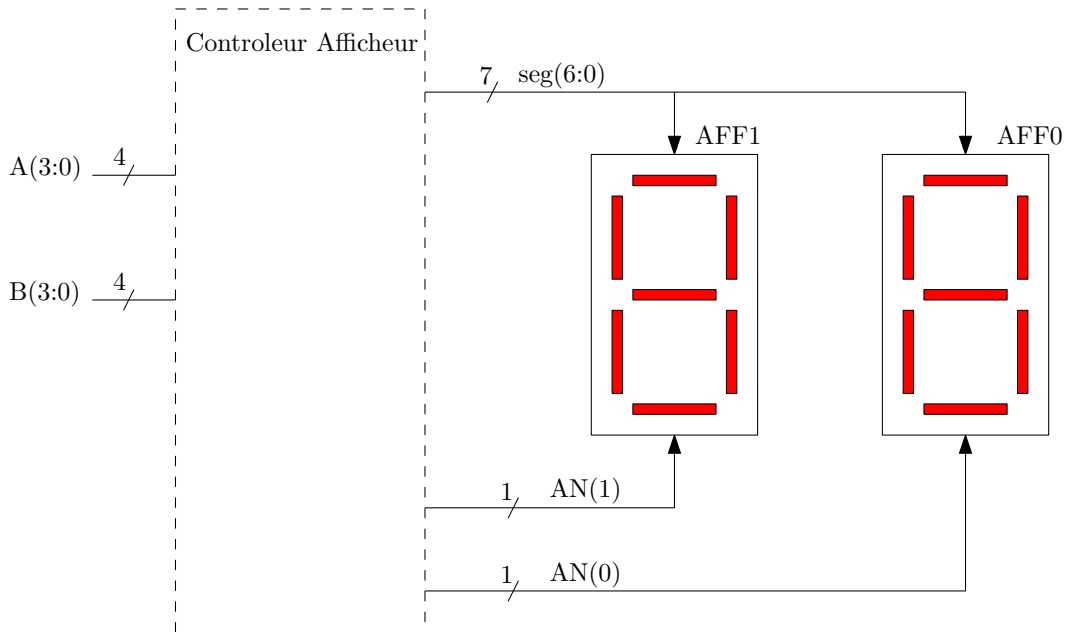 Controleur Afficheur
7 seg(6:0)
AFF1
AFF0
A(3:0) 4
B(3:0) 4
1 AN(1)
1 AN(0)